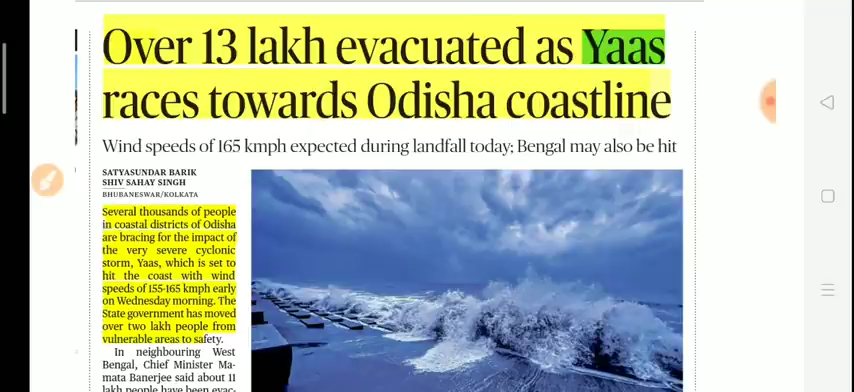 Over 13 lakh evacuated as Yaas
races towards Odisha coastline
Wind speeds of 165 kmph expected during landfall today; Bengal may also be hit
SATYASUNDAR BARIK
SHIV SAHAY SINGH
BHUBANESWAR/KOLKATA
Several thousands of people
in coastal districts of Odisha
are bracing for the impact of
the very severe cyclonic
storm, Yaas, which is set to
hit the coast with wind
speeds of 155-165 kmph early
on Wednesday morning. The
State government has moved
over two lakh people from
vulnerable areas to safety.
In neighbouring West
Bengal, Chief Minister Ma-
mata Banerjee said about 11
lakh people have been evac-